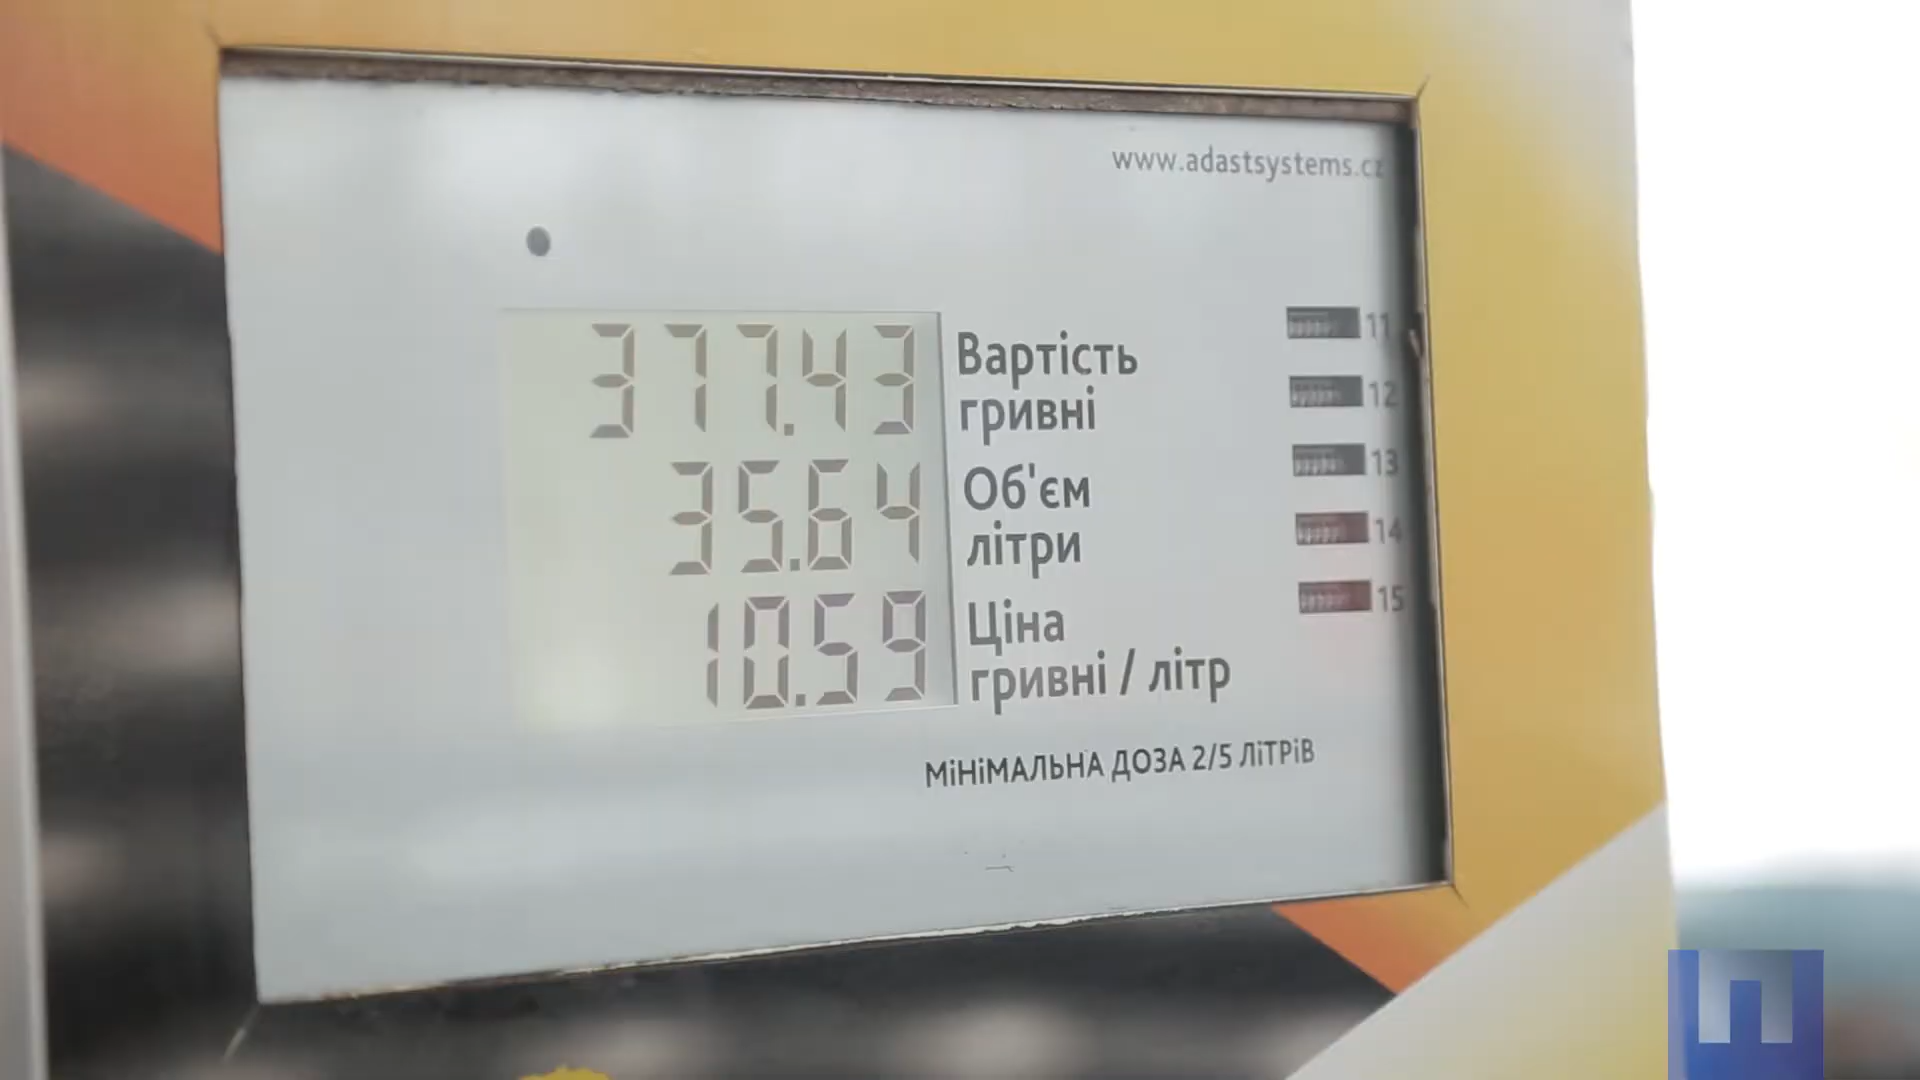 www.adastsystems.cz
377.43
Вартість
гривні
35.64
Об'єм
літри
10.59
Ціна
гривні / літр
11
12
13
14
15
МіНіМАЛЬНА ДОЗА 2/5 ЛіТРіВ